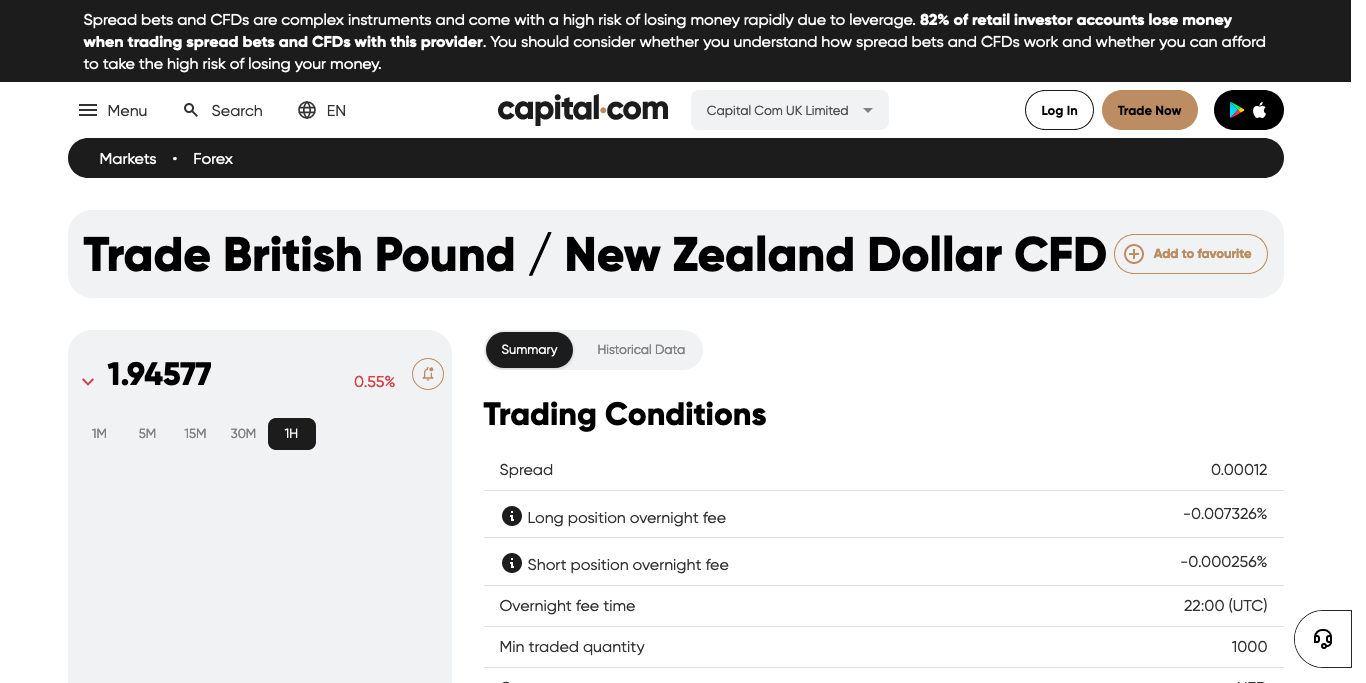 Spread bets and CFDs are complex instruments and come with a high risk of losing money rapidly due to leverage. 82% of retail investor accounts lose money
when trading spread bets and CFDs with this provider. You should consider whether you understand how spread bets and CFDs work and whether you can afford
to take the high risk of losing your money.
Menu
Search
EN
capital.com
Capital Com UK Limited
Log In
Trade Now
Markets • Forex
Trade British Pound / New Zealand Dollar CFD
Add to favourite
1.94577
0.55%
1M 5M 15M 30M 1H
Summary
Historical Data
Trading Conditions
Spread 0.00012
Long position overnight fee -0.007326%
Short position overnight fee -0.000256%
Overnight fee time 22:00 (UTC)
Min traded quantity 1000